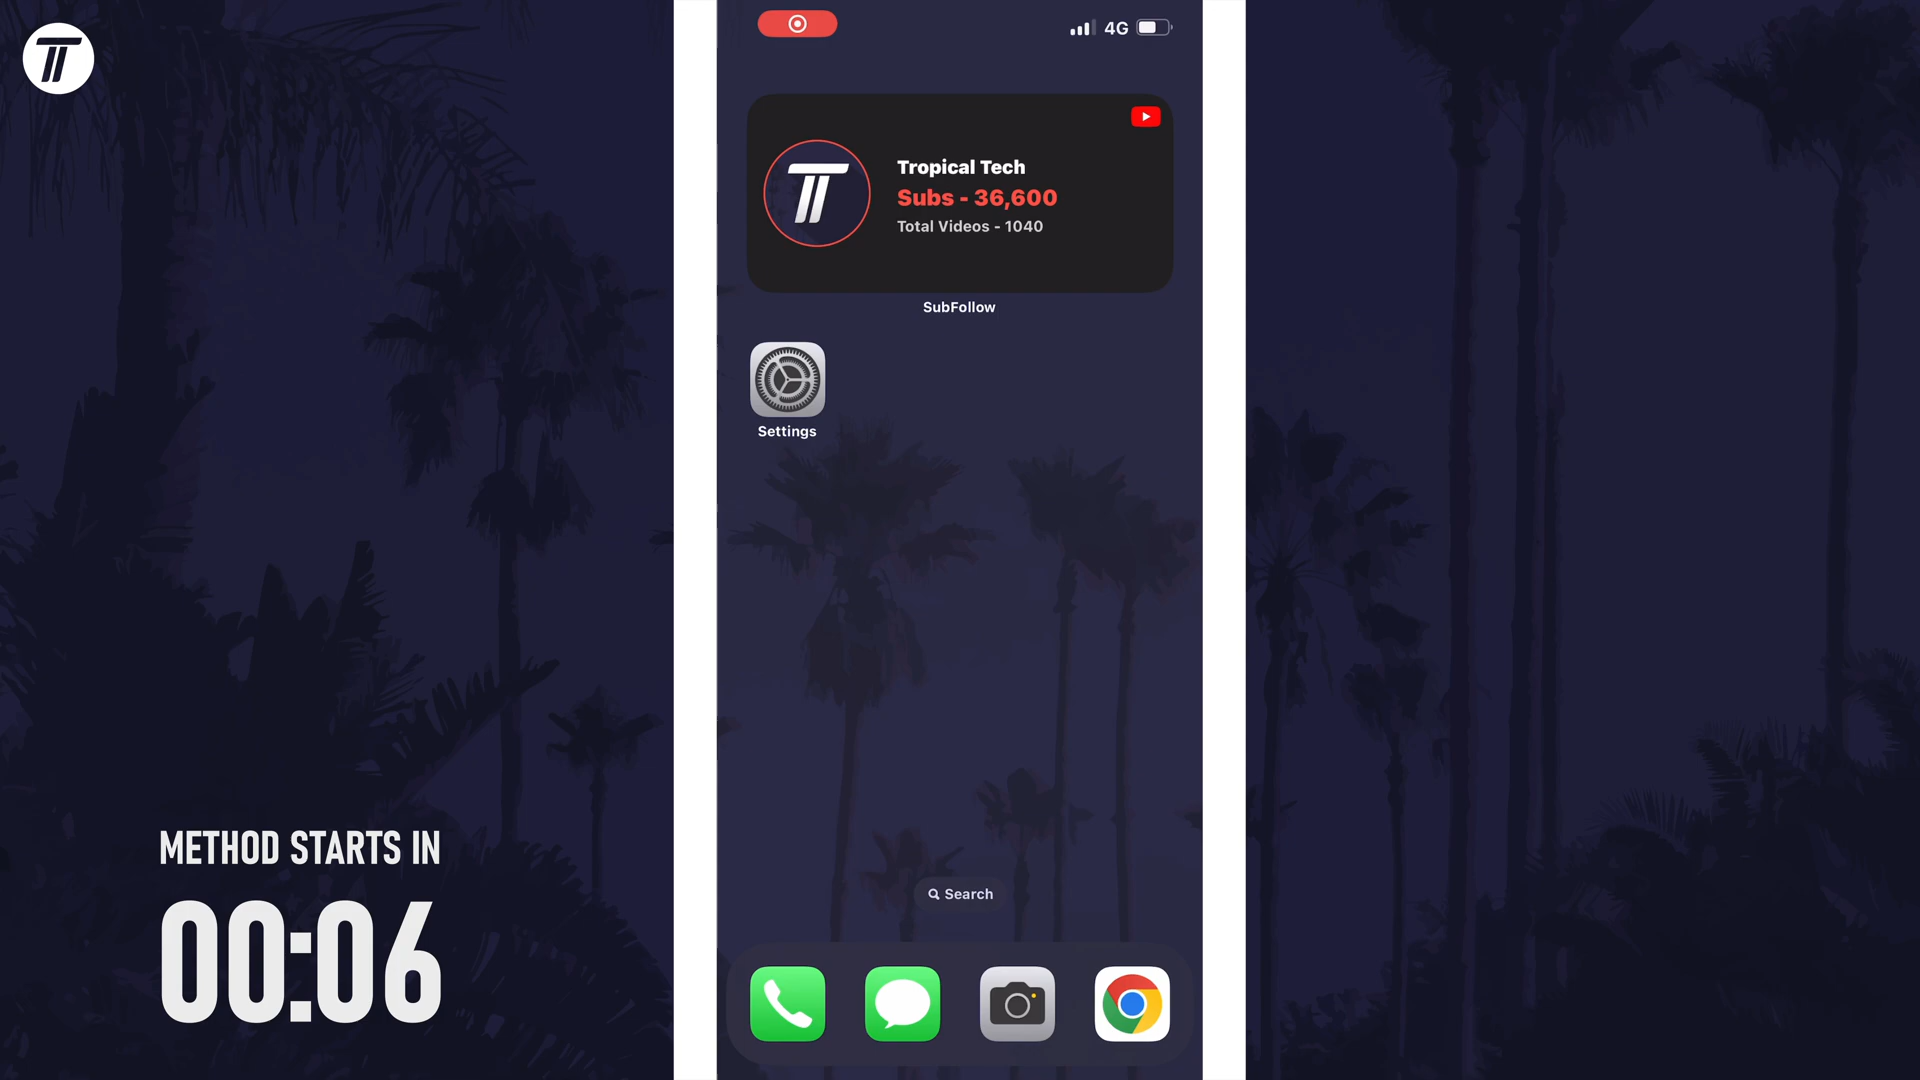 4G
Tropical Tech
Subs - 36,600
Total Videos - 1040
SubFollow
Settings
Search
METHOD STARTS IN
00:06